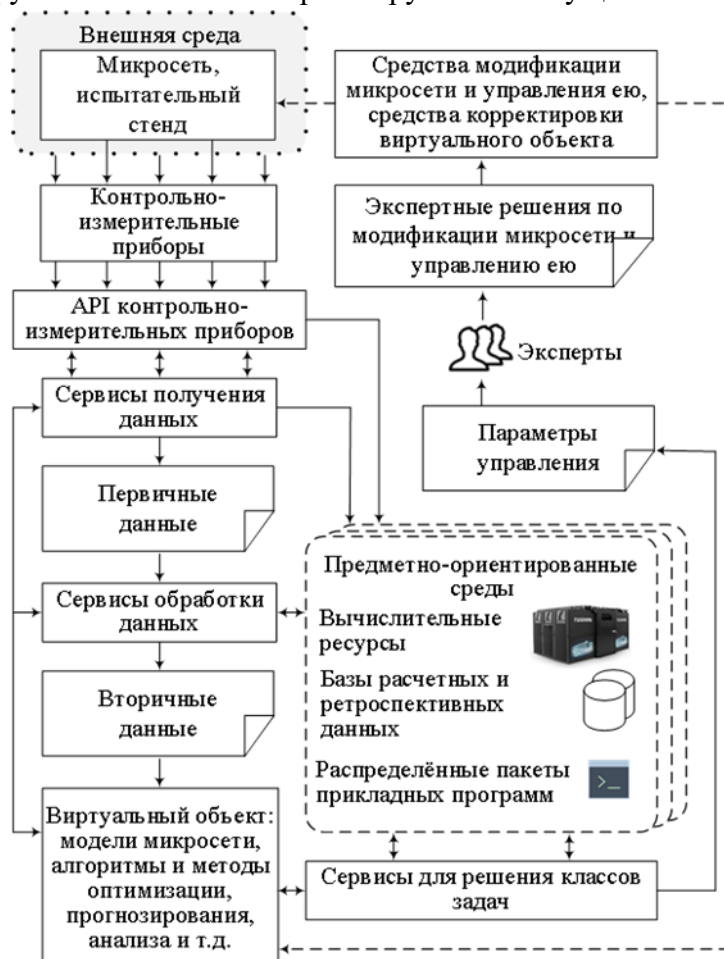 Внешняя среда
Микросеть,
испытательный
стенд
Контрольно-
измерительные
приборы
API контрольно-
измерительных приборов
Сервисы получения
данных
Первичные
данные
Сервисы обработки
данных
Вторичные
данные
Виртуальный объект:
модели микросети,
алгоритмы и методы
оптимизации,
прогнозирования,
анализа и т.д.
Средства модификации
микросети и управления ею,
средства корректировки
виртуального объекта
Экспертные решения по
модификации микросети и
управлению ею
Эксперты
Параметры
управления
Предметно-ориентированные
среды
Вычислительные
ресурсы
Базы расчетных и
ретроспективных
данных
Распределённые пакеты
прикладных программ
>_
Сервисы для решения классов
задач